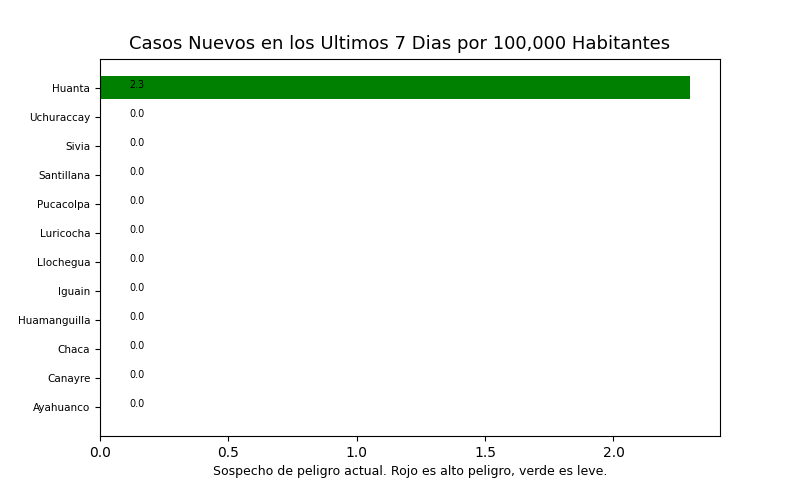 Casos Nuevos en los Ultimos 7 Dias por 100,000 Habitantes
Huanta 2.3
Uchuraccay 0.0
Sivia 0.0
Santillana 0.0
Pucacolpa 0.0
Luricocha 0.0
Llochegua 0.0
Iguain 0.0
Huamanguilla 0.0
Chaca 0.0
Canayre 0.0
Ayahuanco 0.0
0.0 0.5 1.0 1.5 2.0
Sospecho de peligro actual. Rojo es alto peligro, verde es leve.